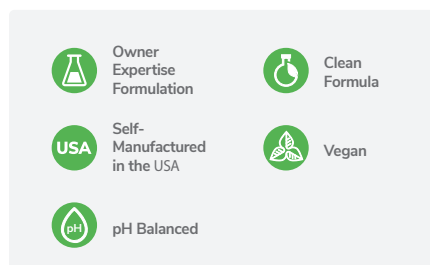 Owner
Expertise
Formulation
Clean
Formula
USA
Self-
Manufactured
in the USA
Vegan
pH
pH Balanced